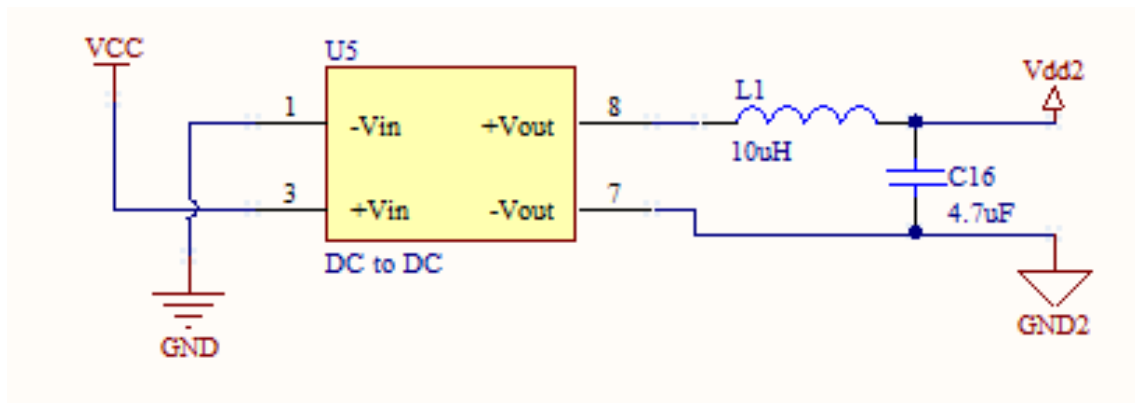 VCC
U5
1
-Vin
+Vout
8
3
+Vin
-Vout
7
DC to DC
GND
L1
10uH
C16
4.7uF
Vdd2
GND2